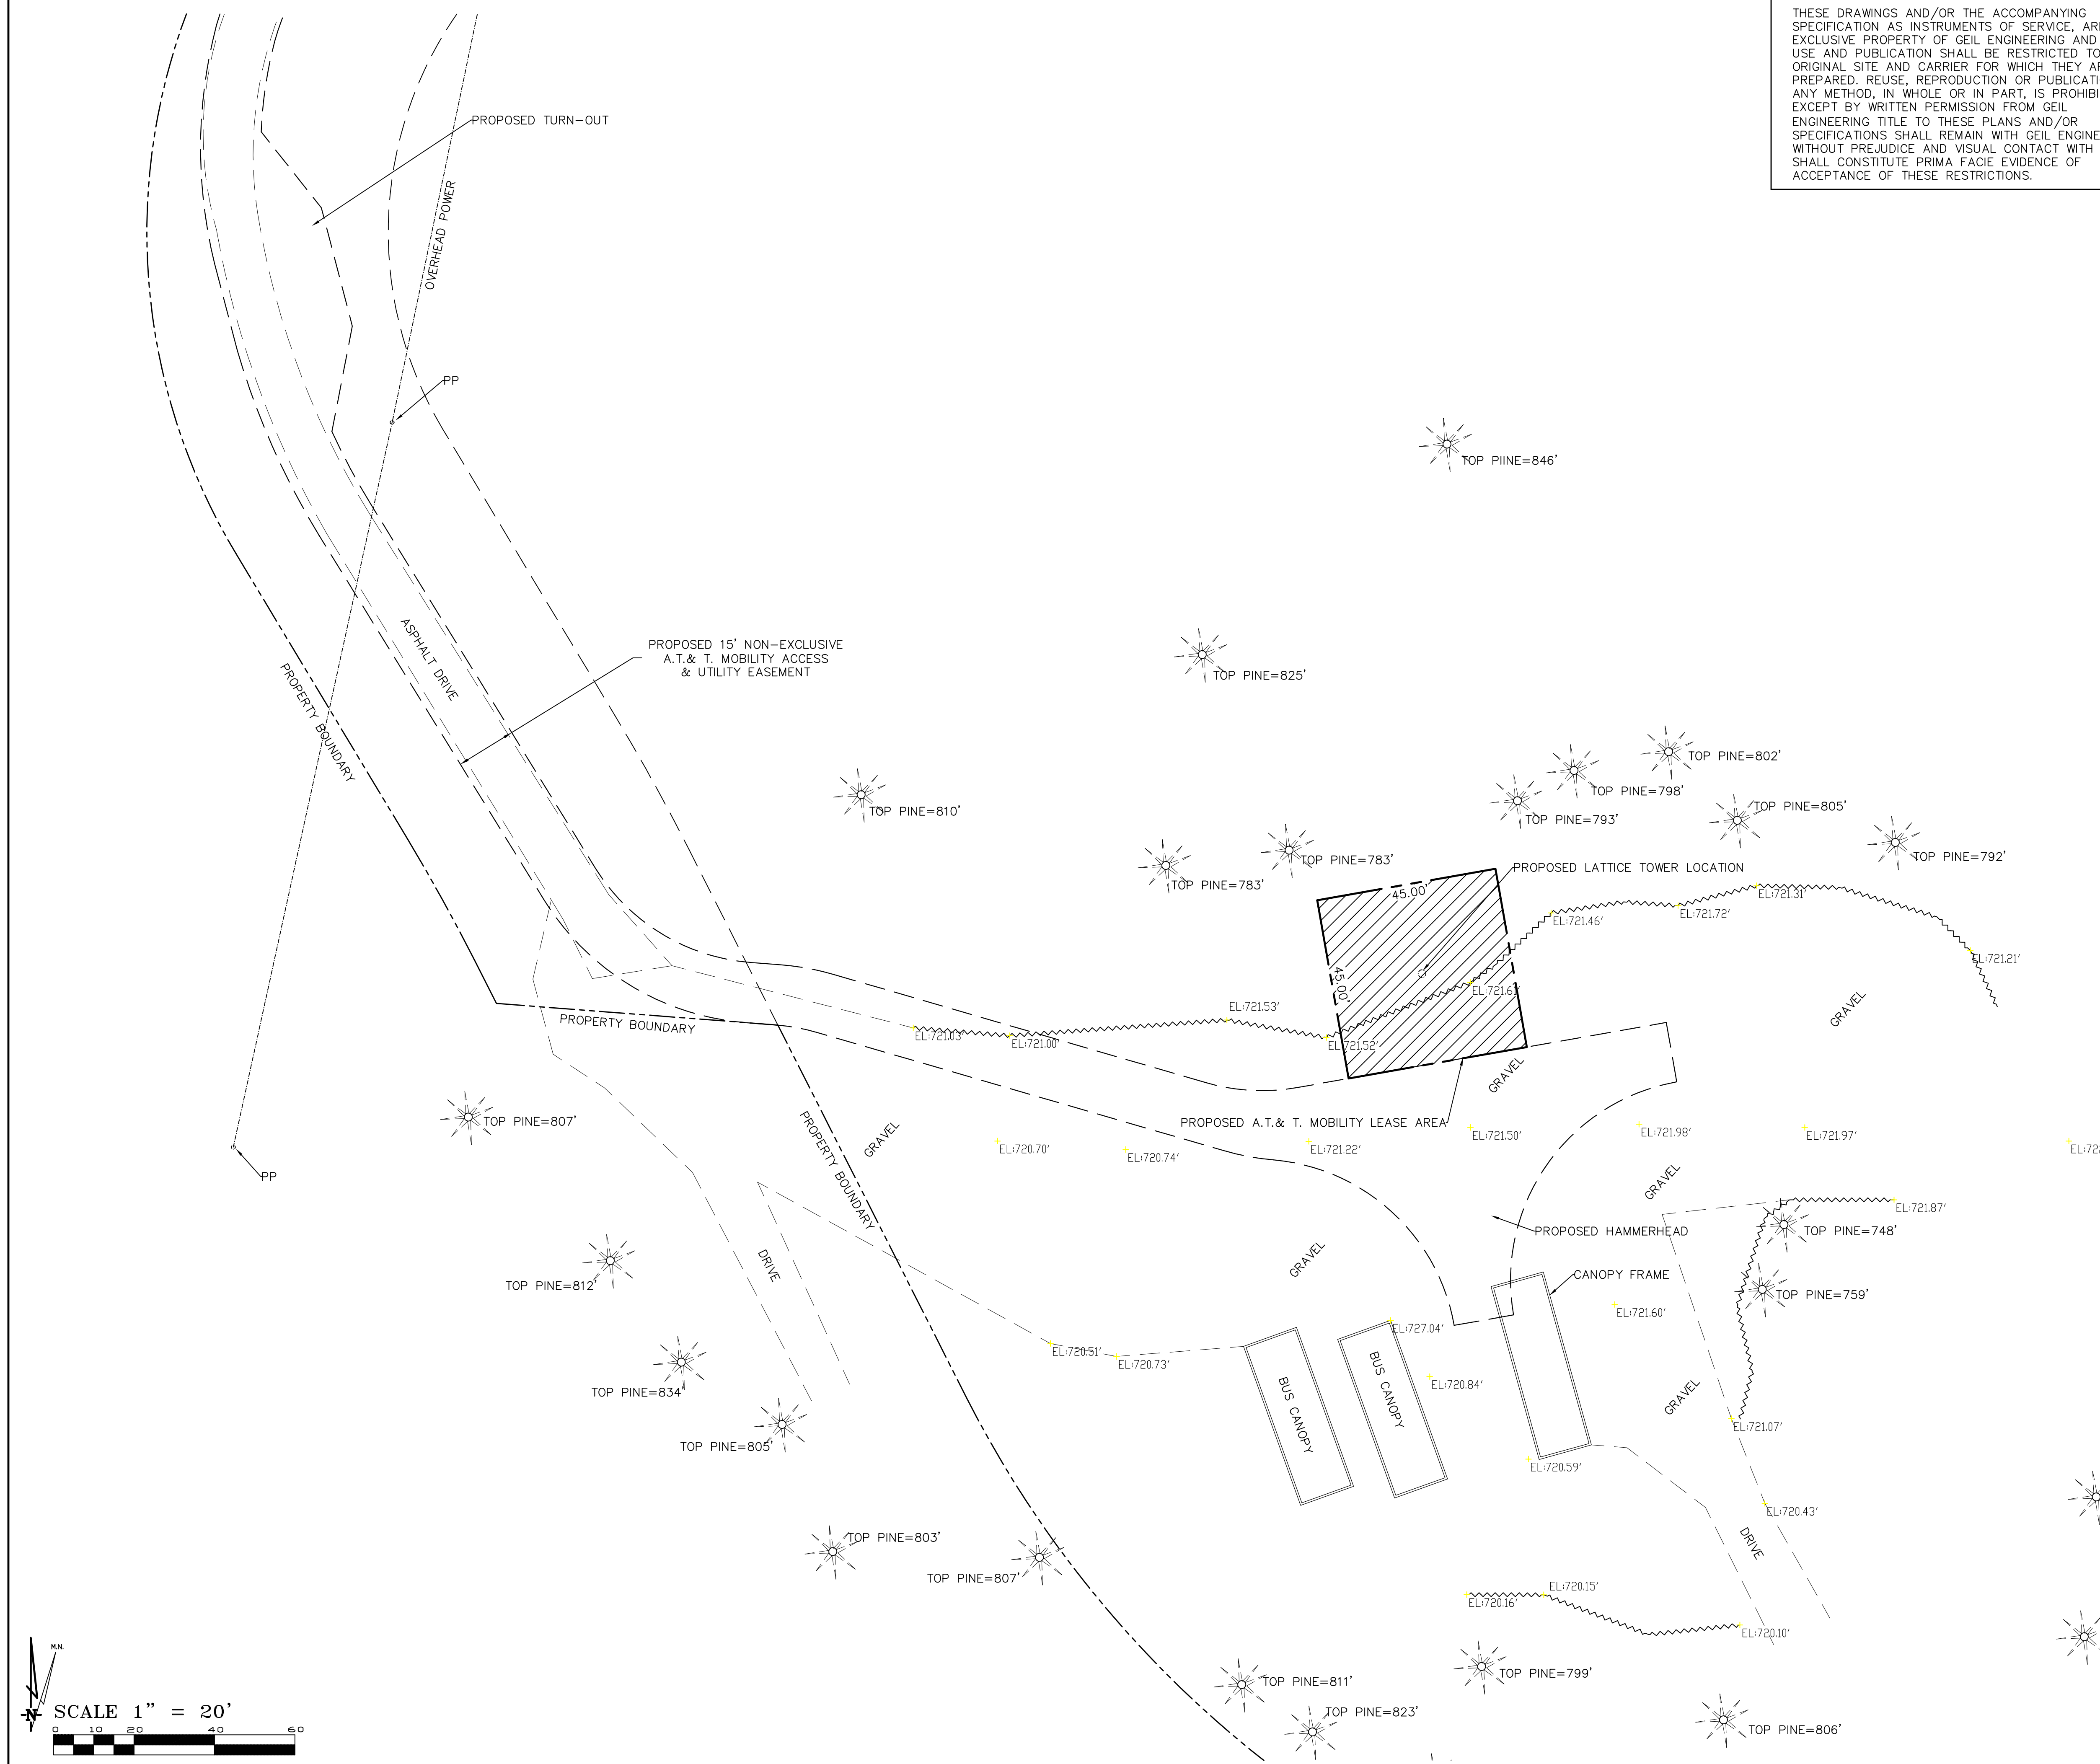 THESE DRAWINGS AND/OR THE ACCOMPANYING
SPECIFICATION AS INSTRUMENTS OF SERVICE,
EXCLUSIVE PROPERTY OF GEIL ENGINEERING AND
USE AND PUBLICATION SHALL BE RESTRICTED TO
ORIGINAL SITE AND CARRIER FOR WHICH THEY
PREPARED. REUSE, REPRODUCTION OR
ANY METHOD, IN WHOLE OR IN PART, IS
EXCEPT BY WRITTEN PERMISSION FROM GEIL
ENGINEERING TITLE TO THESE PLANS AND/OR
SPECIFICATIONS SHALL REMAIN WITH GEIL
WITHOUT PREJUDICE AND VISUAL CONTACT WITH
SHALL CONSTITUTE PRIMA FACIE EVIDENCE OF
ACCEPTANCE OF THESE RESTRICTIONS.
PROPOSED TURN-OUT
OVERHEAD POWER
PP
TOP PIINE=846'
ASPHALT DRIVE
PROPOSED 15' NON-EXCLUSIVE
A.T.& T. MOBILITY ACCESS
& UTILITY EASEMENT
PROPERTY BOUNDARY
TOP PINE=825'
TOP PINE=802'
TOP PINE=798'
TOP PINE=805'
TOP PINE=810'
TOP PINE=793'
TOP PINE=783'
TOP PINE=783'
TOP PINE=792'
PROPOSED LATTICE TOWER LOCATION
45.00'
45.00'
EL:721.31'
EL:721.46'
EL:721.72'
EL:721.21'
EL:721.61'
EL:721.53'
GRAVEL
PROPERTY BOUNDARY
EL:721.03'
EL:721.00'
EL:721.52'
GRAVEL
TOP PINE=807'
PROPOSED A.T.& T. MOBILITY LEASE AREA
PROPERTY BOUNDARY
GRAVEL
EL:720.70'
EL:720.74'
EL:721.22'
EL:721.50'
EL:721.98'
EL:721.97'
PP
GRAVEL
EL:721.87'
PROPOSED HAMMERHEAD
TOP PINE=748'
GRAVEL
DRIVE
CANOPY FRAME
TOP PINE=812'
TOP PINE=759'
EL:721.60'
EL:727.04'
EL:720.51'
EL:720.73'
BUS CANOPY
BUS CANOPY
EL:720.84'
GRAVEL
TOP PINE=834'
EL:721.07'
TOP PINE=805'
EL:720.59'
EL:720.43'
DRIVE
TOP PINE=803'
TOP PINE=807'
EL:720.15'
EL:720.16'
EL:720.10'
TOP PINE=799'
TOP PINE=811'
TOP PINE=823'
TOP PINE=806'
M.N.
N
SCALE 1" = 20'
0 10 20 40 60